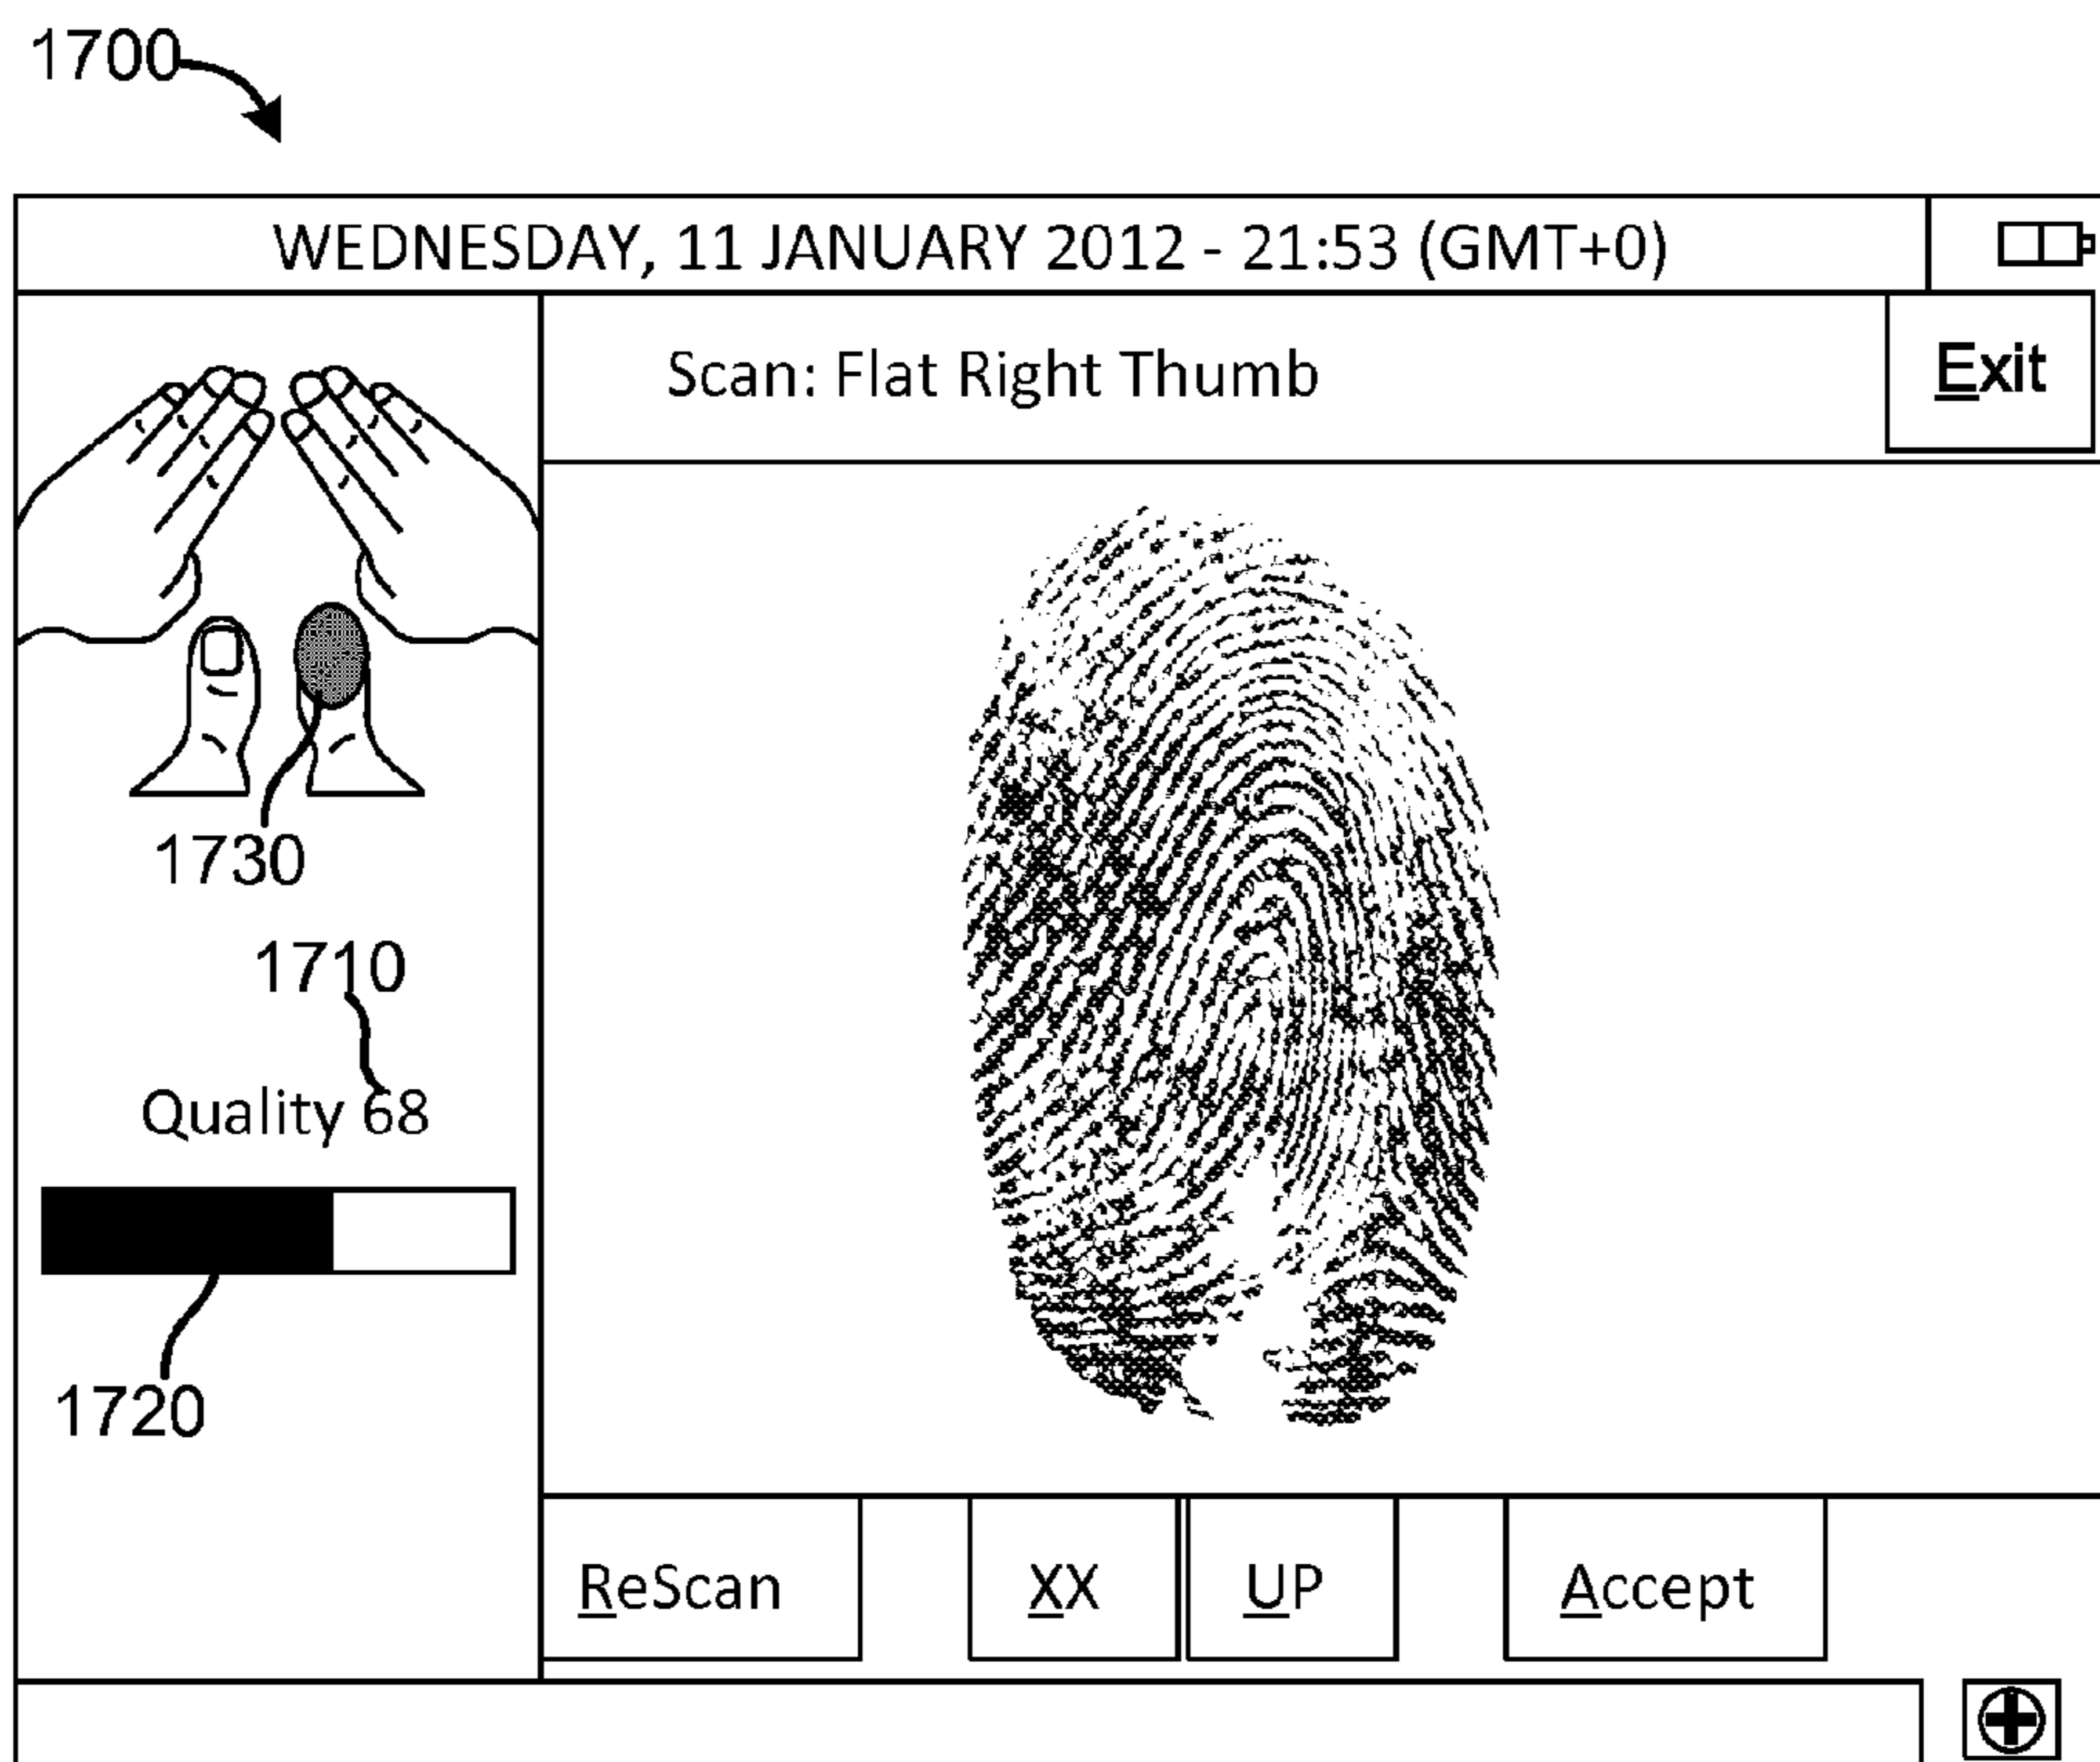 1700
WEDNESDAY, 11 JANUARY 2012 - 21:53 (GMT+0)
Scan: Flat Right Thumb
Exit
1730
1710
Quality 68
1720
ReScan
XX
UP
Accept